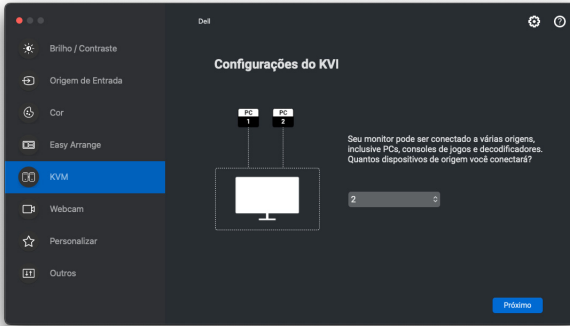 Dell
Brilho / Contraste
Origem de Entrada
Cor
Easy Arrange
KVM
Webcam
Personalizar
Outros
Configurações do KVI
PC
1
PC
2
Seu monitor pode ser conectado a várias origens,
inclusive PCs, consoles de jogos e decodificadores.
Quantos dispositivos de origem você conectará?
2
Próximo